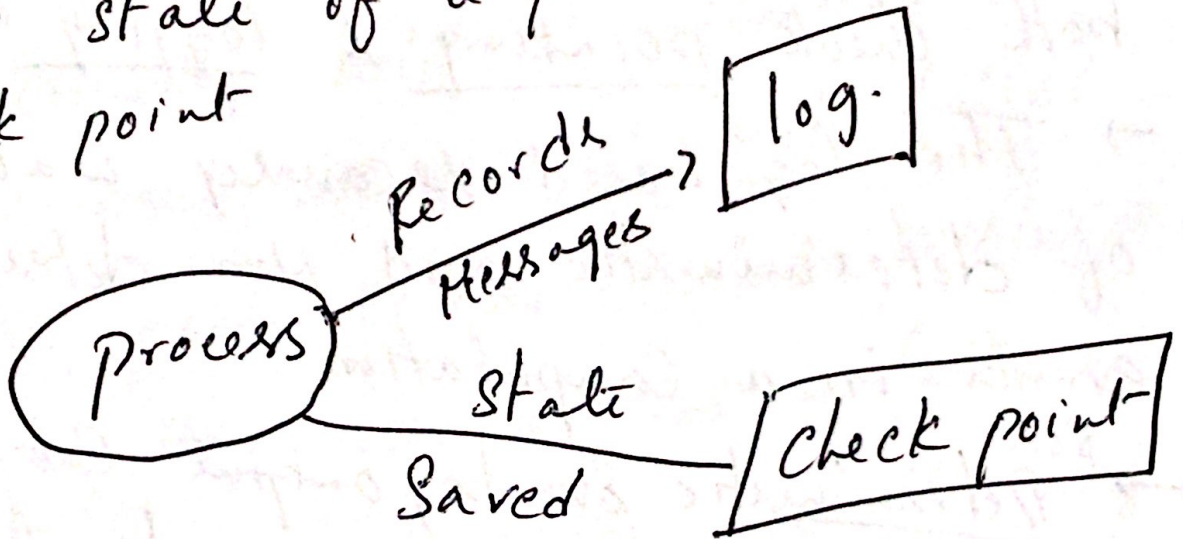 state of a
k point
Records
Messages
log.
process
State
Saved
check point